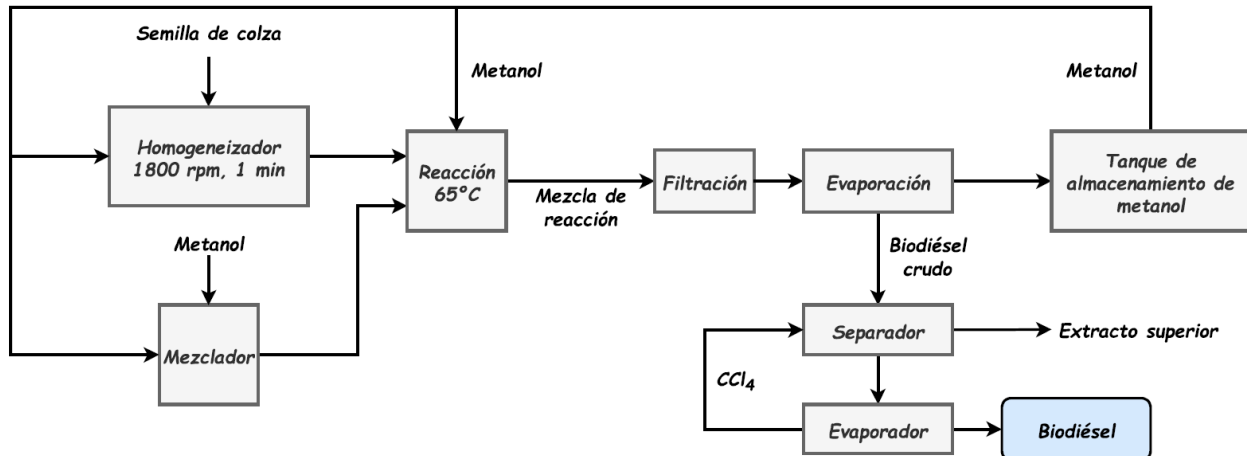 Semilla de colza
Metanol
Metanol
Homogeneizador
1800 rpm, 1 min
Reacción
65°C
Mezcla de
reacción
Filtración
Evaporación
Tanque de
almacenamiento de
metanol
Metanol
Mezclador
Biodiésel
crudo
Separador
Extracto superior
CCl₄
Evaporador
Biodiésel